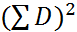 (∑ D)²